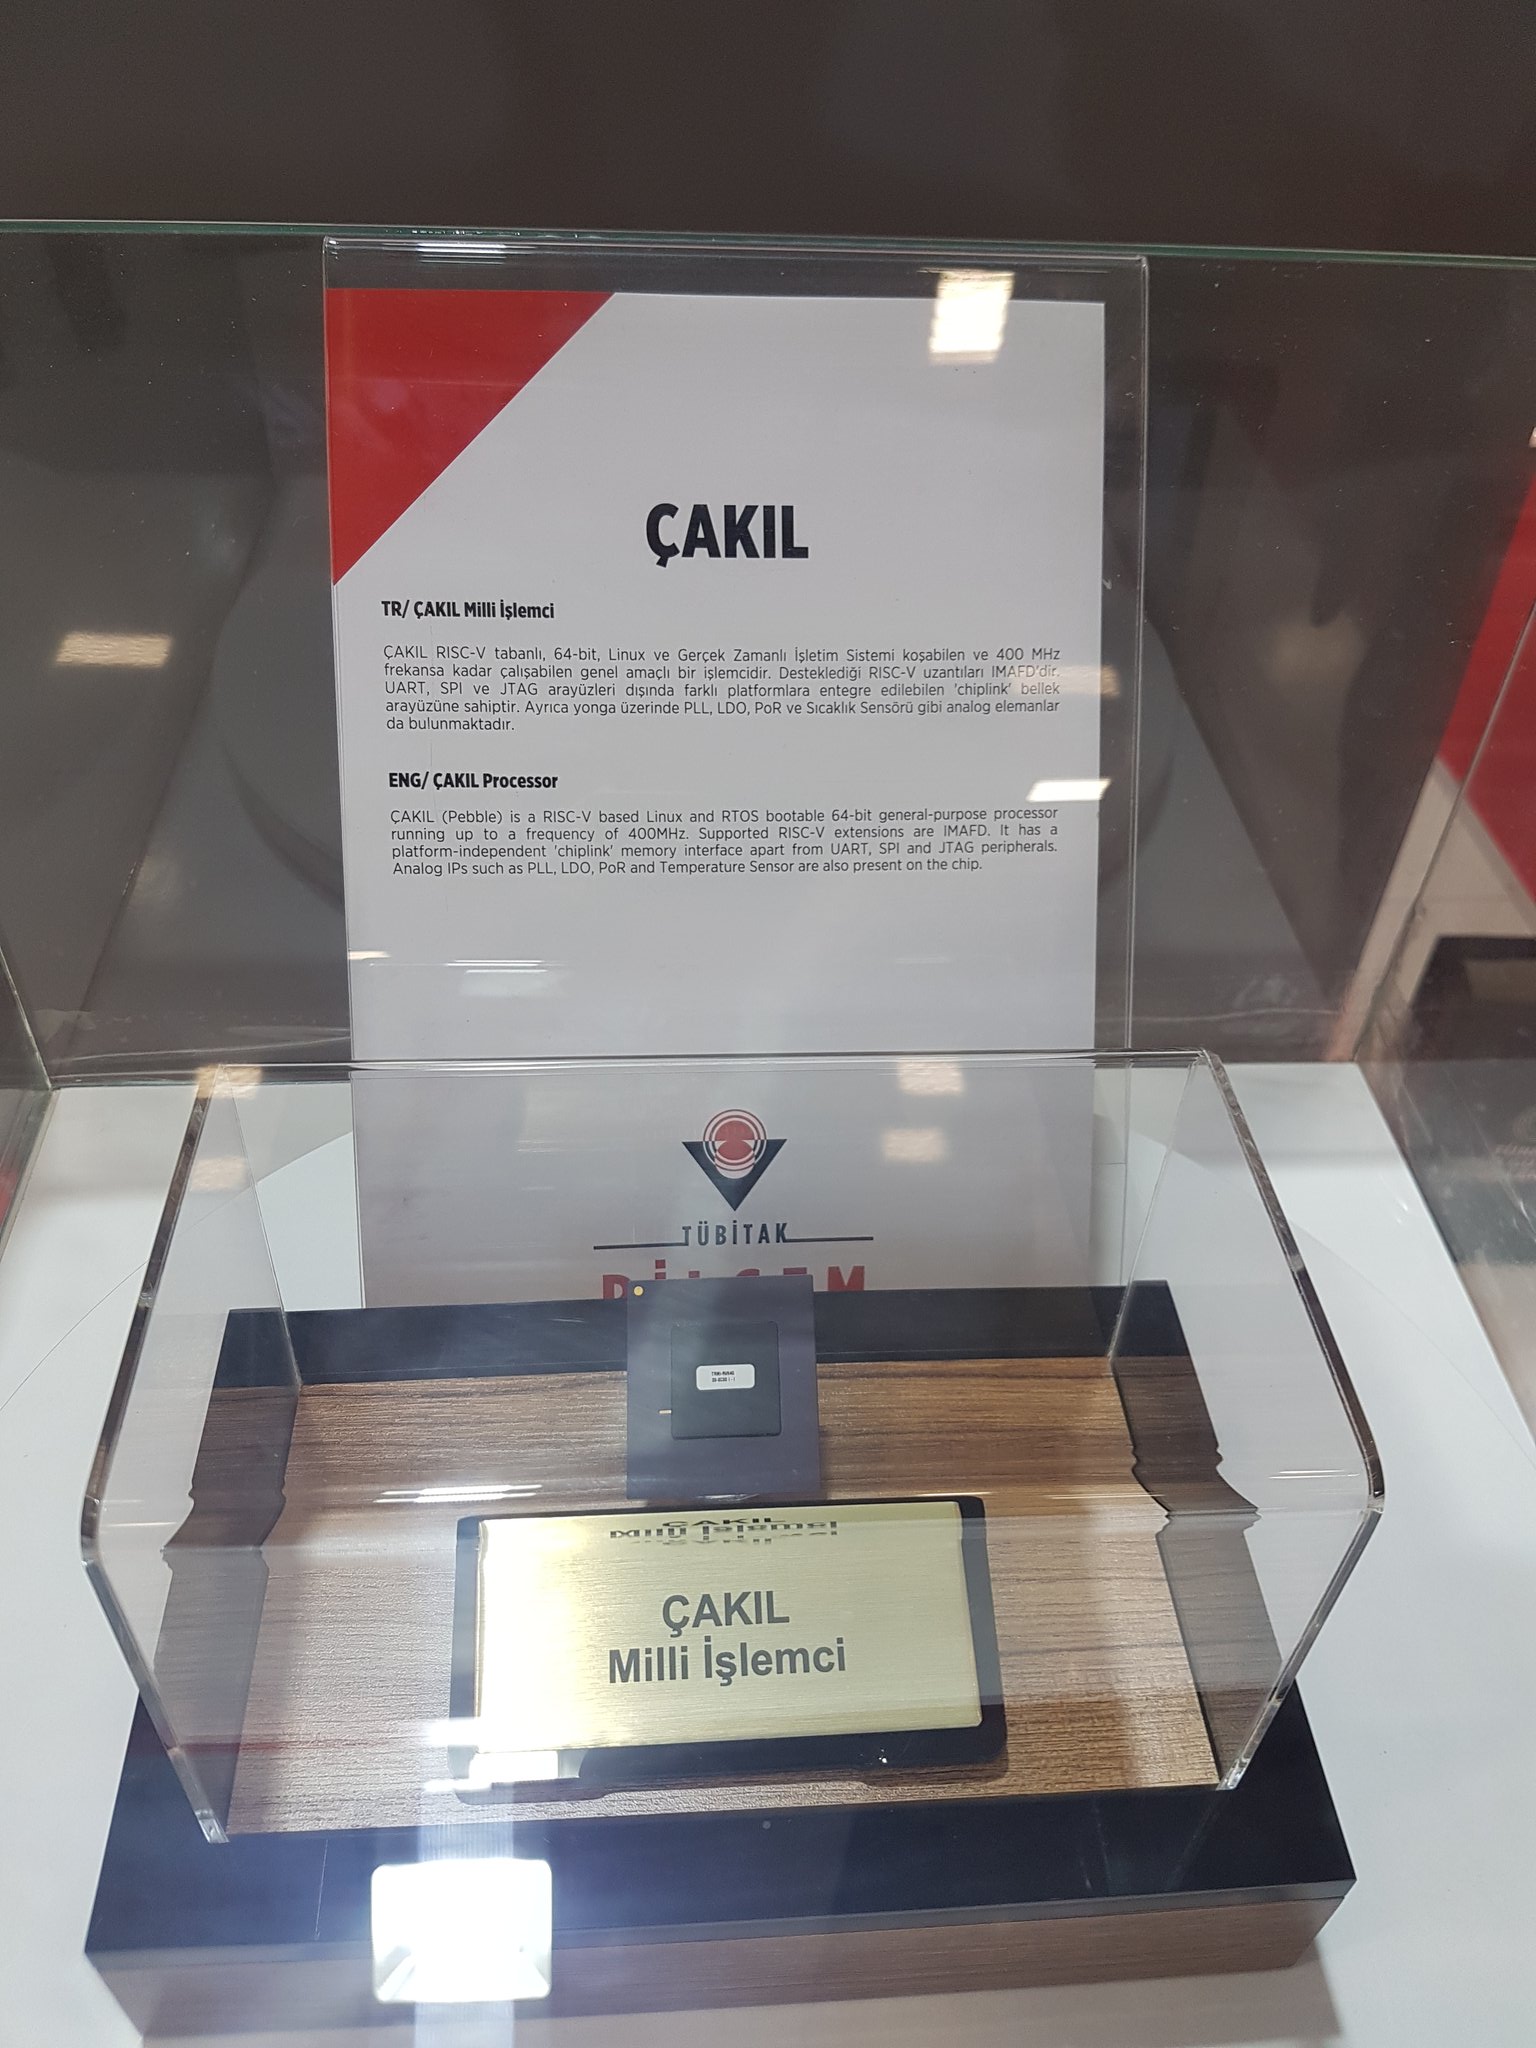 ÇAKIL
TR/ ÇAKIL Milli İşlemci
ÇAKIL RISC-V tabanlı, 64-bit, Linux ve Gerçek Zamanlı İşletim Sistemi koşabilen ve 400 MHz
frekansa kadar çalışabilen genel amaçlı bir işlemcidir. Desteklediği RISC-V uzantıları IMAFD'dir.
UART, SPI ve JTAG arayüzleri dışında farklı platformlara entegre edilebilen 'chiplink' bellek
arayüzüne sahiptir. Ayrıca yonga üzerinde PLL, LDO, PoR ve Sıcaklık Sensörü gibi analog elemanlar
da bulunmaktadır.
ENG/ ÇAKIL Processor
ÇAKIL (Pebble) is a RISC-V based Linux and RTOS bootable 64-bit general-purpose processor
running up to a frequency of 400MHz. Supported RISC-V extensions are IMAFD. It has a
platform-independent 'chiplink' memory interface apart from UART, SPI and JTAG peripherals.
Analog IPs such as PLL, LDO, PoR and Temperature Sensor are also present on the chip.
TÜBİTAK
BİLGEM
ÇAKIL
Milli İşlemci